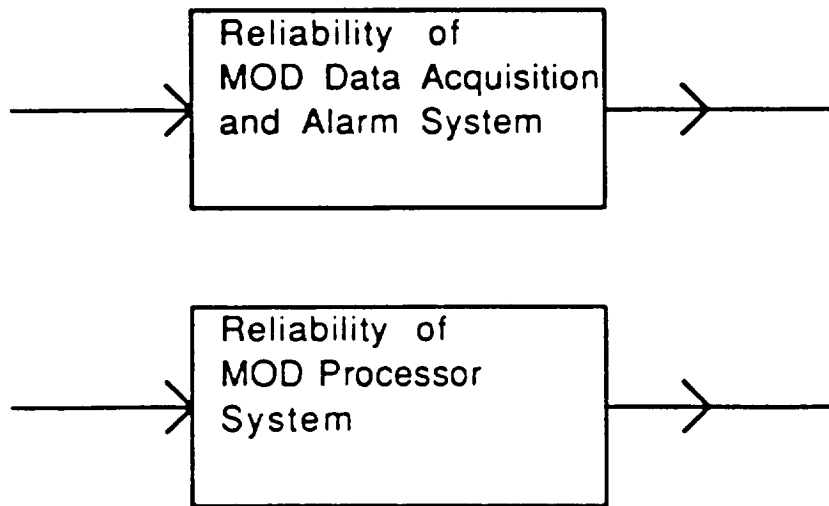 Reliability of
MOD Data Acquisition
and Alarm System
Reliability of
MOD Processor
System